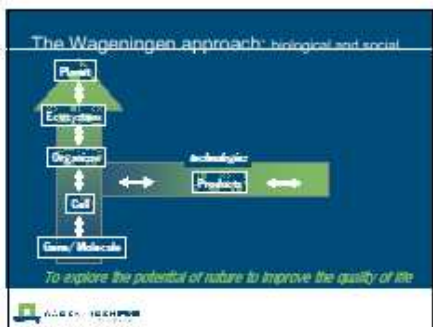 The Wageningen approach: biological and social
Planet
Ecosystem
Organism
technologies
Products
Cell
Gene/ Molecule
To explore the potential of nature to improve the quality of life